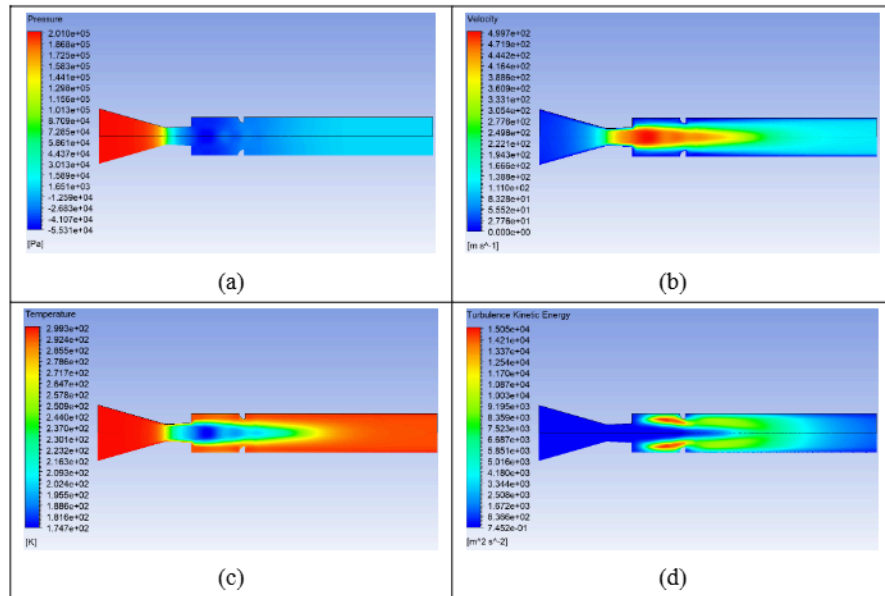 Pressure
2.010e+05
1.868e+05
1.725e+05
1.583e+05
1.441e+05
1.298e+05
1.156e+05
1.013e+05
8.709e+04
7.285e+04
5.861e+04
4.437e+04
3.013e+04
1.589e+04
1.651e+03
-1.259e+04
-2.683e+04
-4.107e+04
-5.531e+04
[Pa]
(a)
Velocity
4.997e+02
4.719e+02
4.442e+02
4.164e+02
3.886e+02
3.609e+02
3.331e+02
3.054e+02
2.776e+02
2.498e+02
2.221e+02
1.943e+02
1.666e+02
1.388e+02
1.110e+02
8.328e+01
5.552e+01
2.776e+01
0.000e+00
[m s^-1]
(b)
Temperature
2.993e+02
2.924e+02
2.855e+02
2.786e+02
2.717e+02
2.647e+02
2.578e+02
2.509e+02
2.440e+02
2.370e+02
2.301e+02
2.232e+02
2.163e+02
2.093e+02
2.024e+02
1.955e+02
1.886e+02
1.816e+02
1.747e+02
[K]
(c)
Turbulence Kinetic Energy
1.505e+04
1.421e+04
1.337e+04
1.254e+04
1.170e+04
1.087e+04
1.003e+04
9.195e+03
8.359e+03
7.523e+03
6.687e+03
5.851e+03
5.016e+03
4.180e+03
3.344e+03
2.508e+03
1.672e+03
8.366e+02
7.452e-01
[m^2 s^-2]
(d)